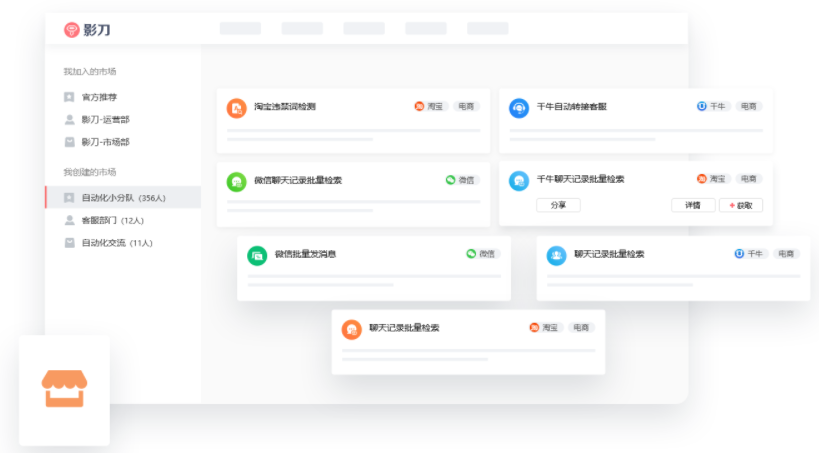 影刀
我加入的市场
官方推荐
影刀-运营部
影刀-市场部
我创建的市场
自动化小分队 (356人)
客服部门 (12人)
自动化交流 (11人)
淘宝违禁词检测 淘宝 电商
千牛自动转接客服 千牛 电商
微信聊天记录批量检索 微信
千牛聊天记录批量检索 淘宝 电商
分享 详情 +获取
微信批量发消息 微信
聊天记录批量检索 千牛 电商
聊天记录批量检索 淘宝 电商